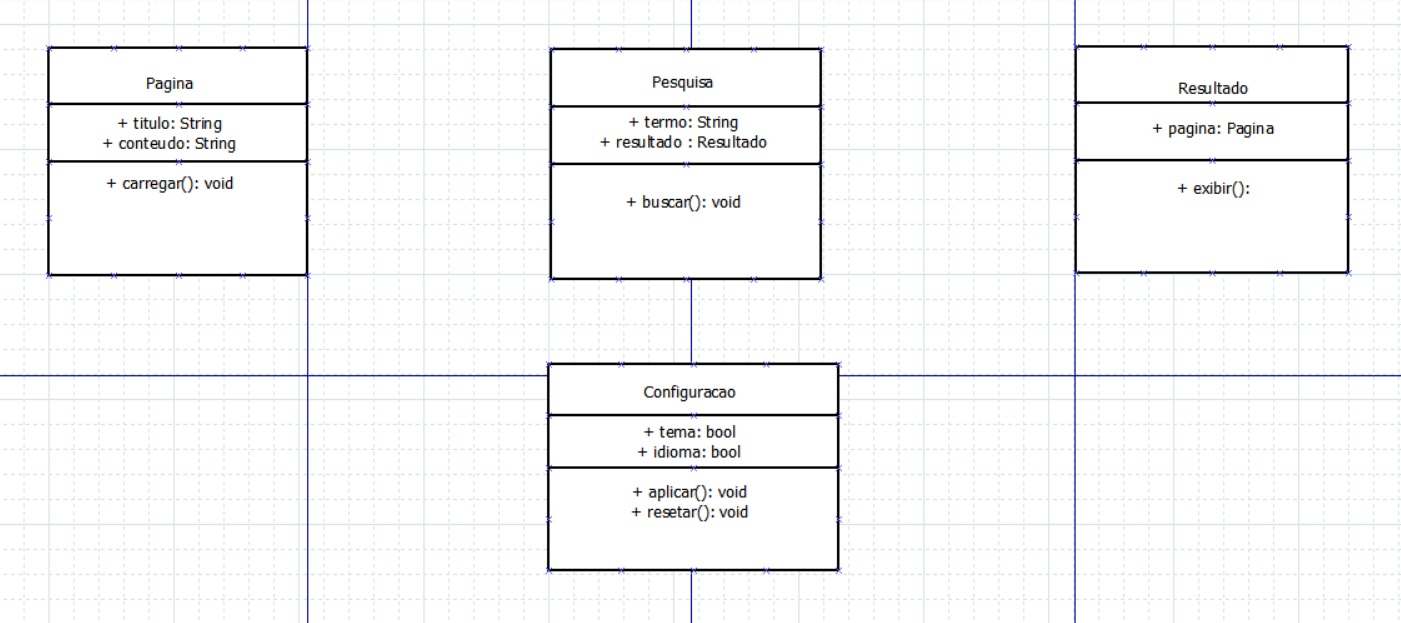 Pagina
+ titulo: String
+ conteudo: String
+ carregar(): void
Pesquisa
+ termo: String
+ resultado : Resultado
+ buscar(): void
Resultado
+ pagina: Pagina
+ exibir():
Configuracao
+ tema: bool
+ idioma: bool
+ aplicar(): void
+ resetar(): void